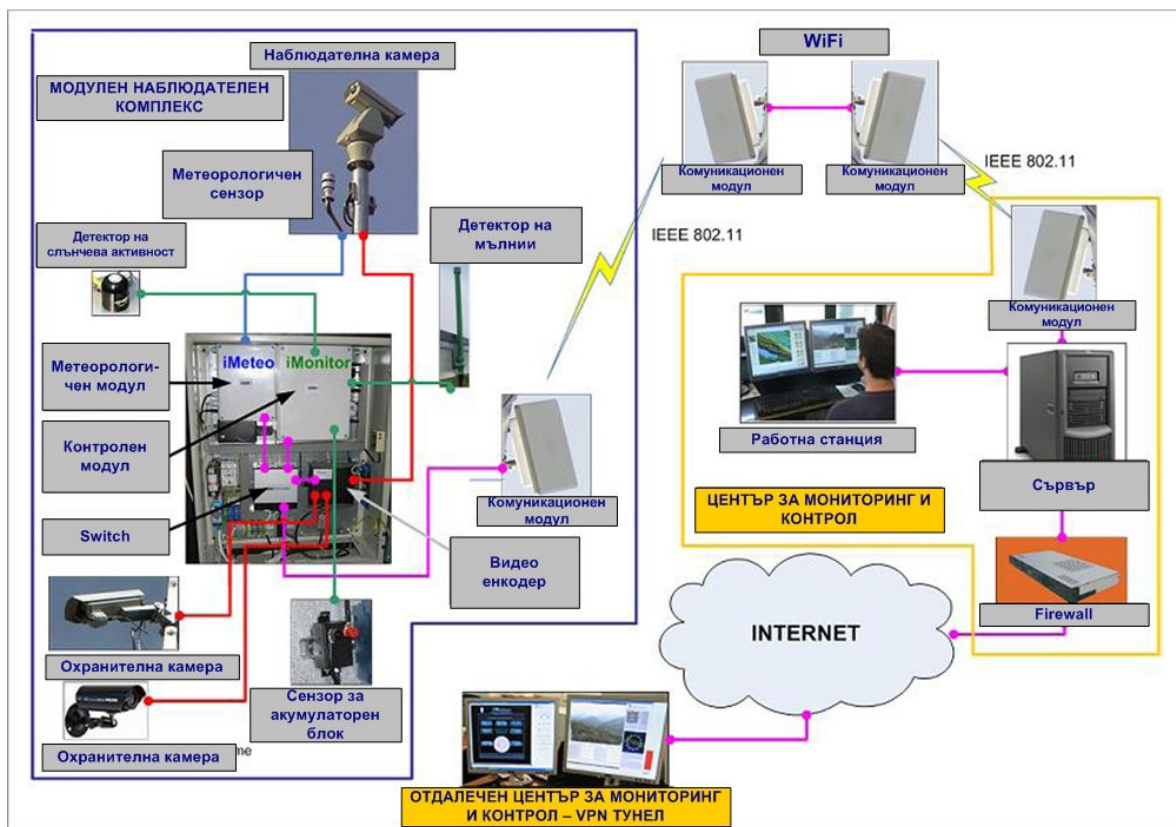 Наблюдателна камера
МОДУЛЕН НАБЛЮДАТЕЛЕН
КОМПЛЕКС
Метеорологичен
сензор
Детектор на
слънчева активност
Детектор на
мълнии
iMeteo
iMonitor
Метеорологи-
чен модул
Контролен
модул
Switch
Комуникационен
модул
Видео
енкодер
Охранителна камера
Охранителна камера
me
Сензор за
акумулаторен
блок
WiFi
Комуникационен
модул
Комуникационен
модул
IEEE 802.11
IEEE 802.11
Комуникационен
модул
Работна станция
Сървър
ЦЕНТЪР ЗА МОНИТОРИНГ И
КОНТРОЛ
Firewall
INTERNET
ОТДАЛЕЧЕН ЦЕНТЪР ЗА МОНИТОРИНГ
И КОНТРОЛ – VPN ТУНЕЛ